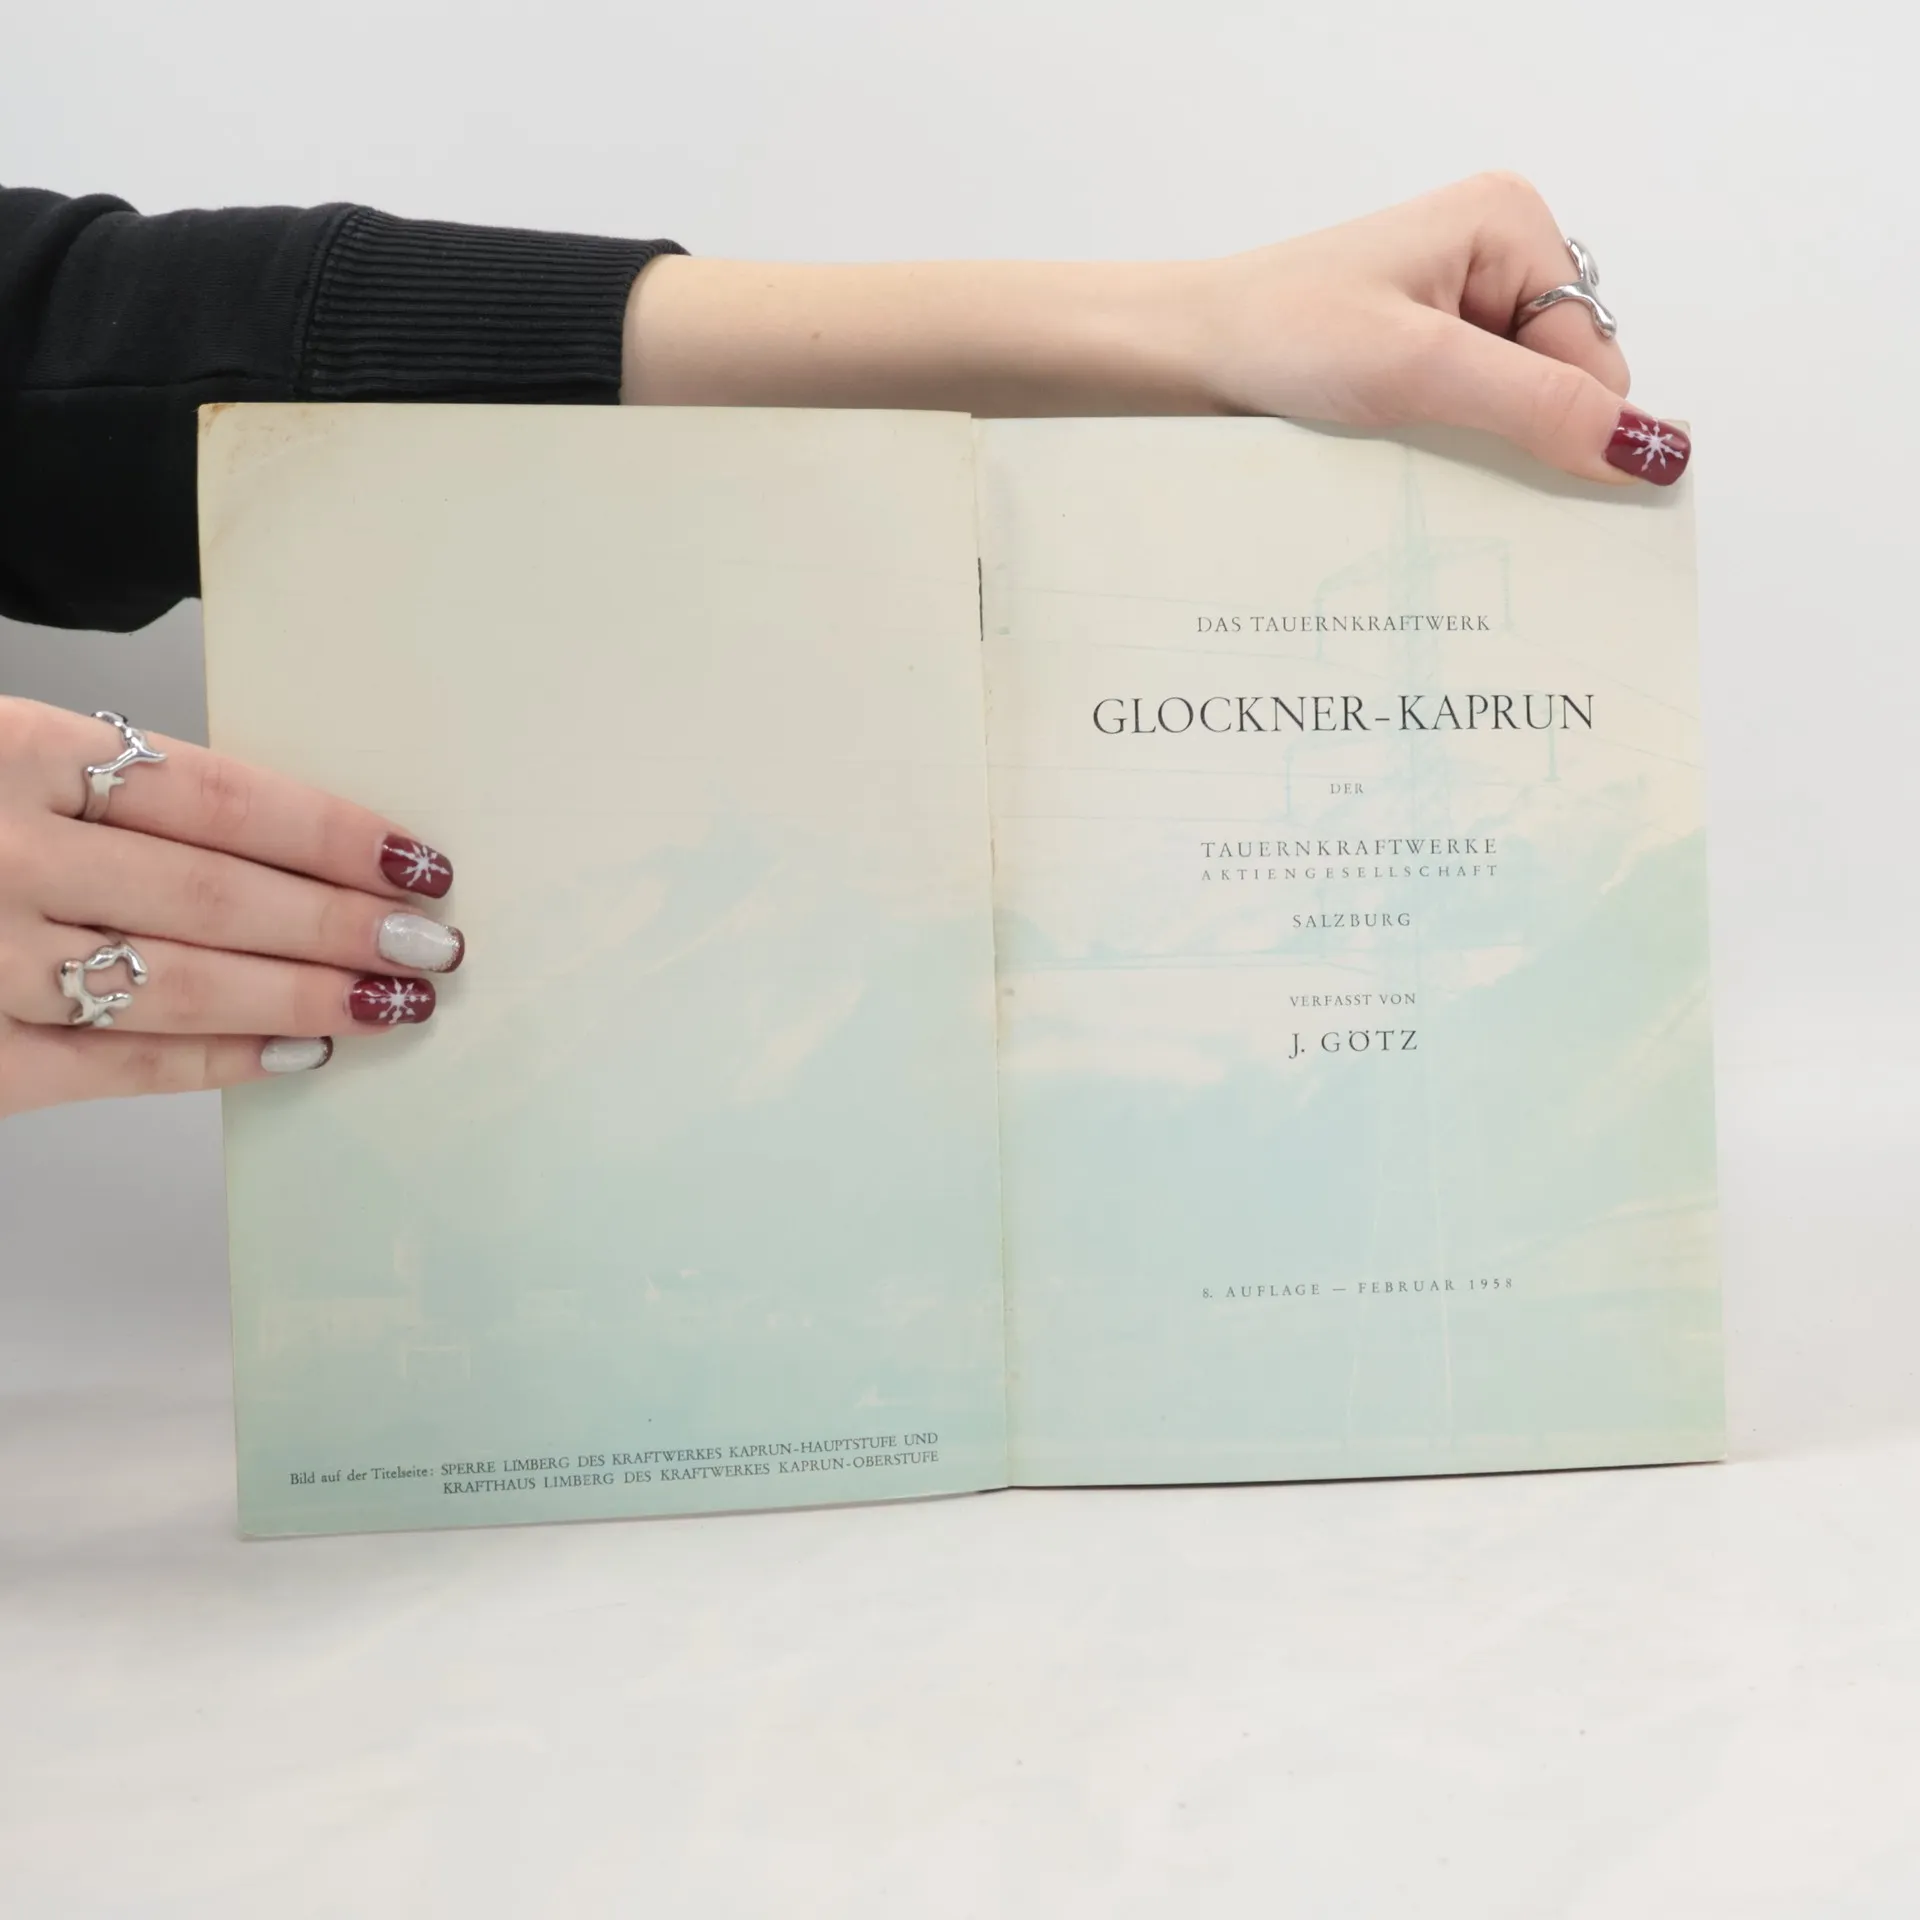 Bild auf der Titelseite: SPERRE LIMBERG DES KRAFTWERKES KAPRUN-HAUPTSTUFE UND
KRAFTHAUS LIMBERG DES KRAFTWERKES KAPRUN-OBERSTUFE
DAS TAUERNKRAFTWERK
GLOCKNER-KAPRUN
DER
TAUERNKRAFTWERKE
AKTIENGESELLSCHAFT
SALZBURG
VERFASST VON
J. GÖTZ
8. AUFLAGE — FEBRUAR 1958